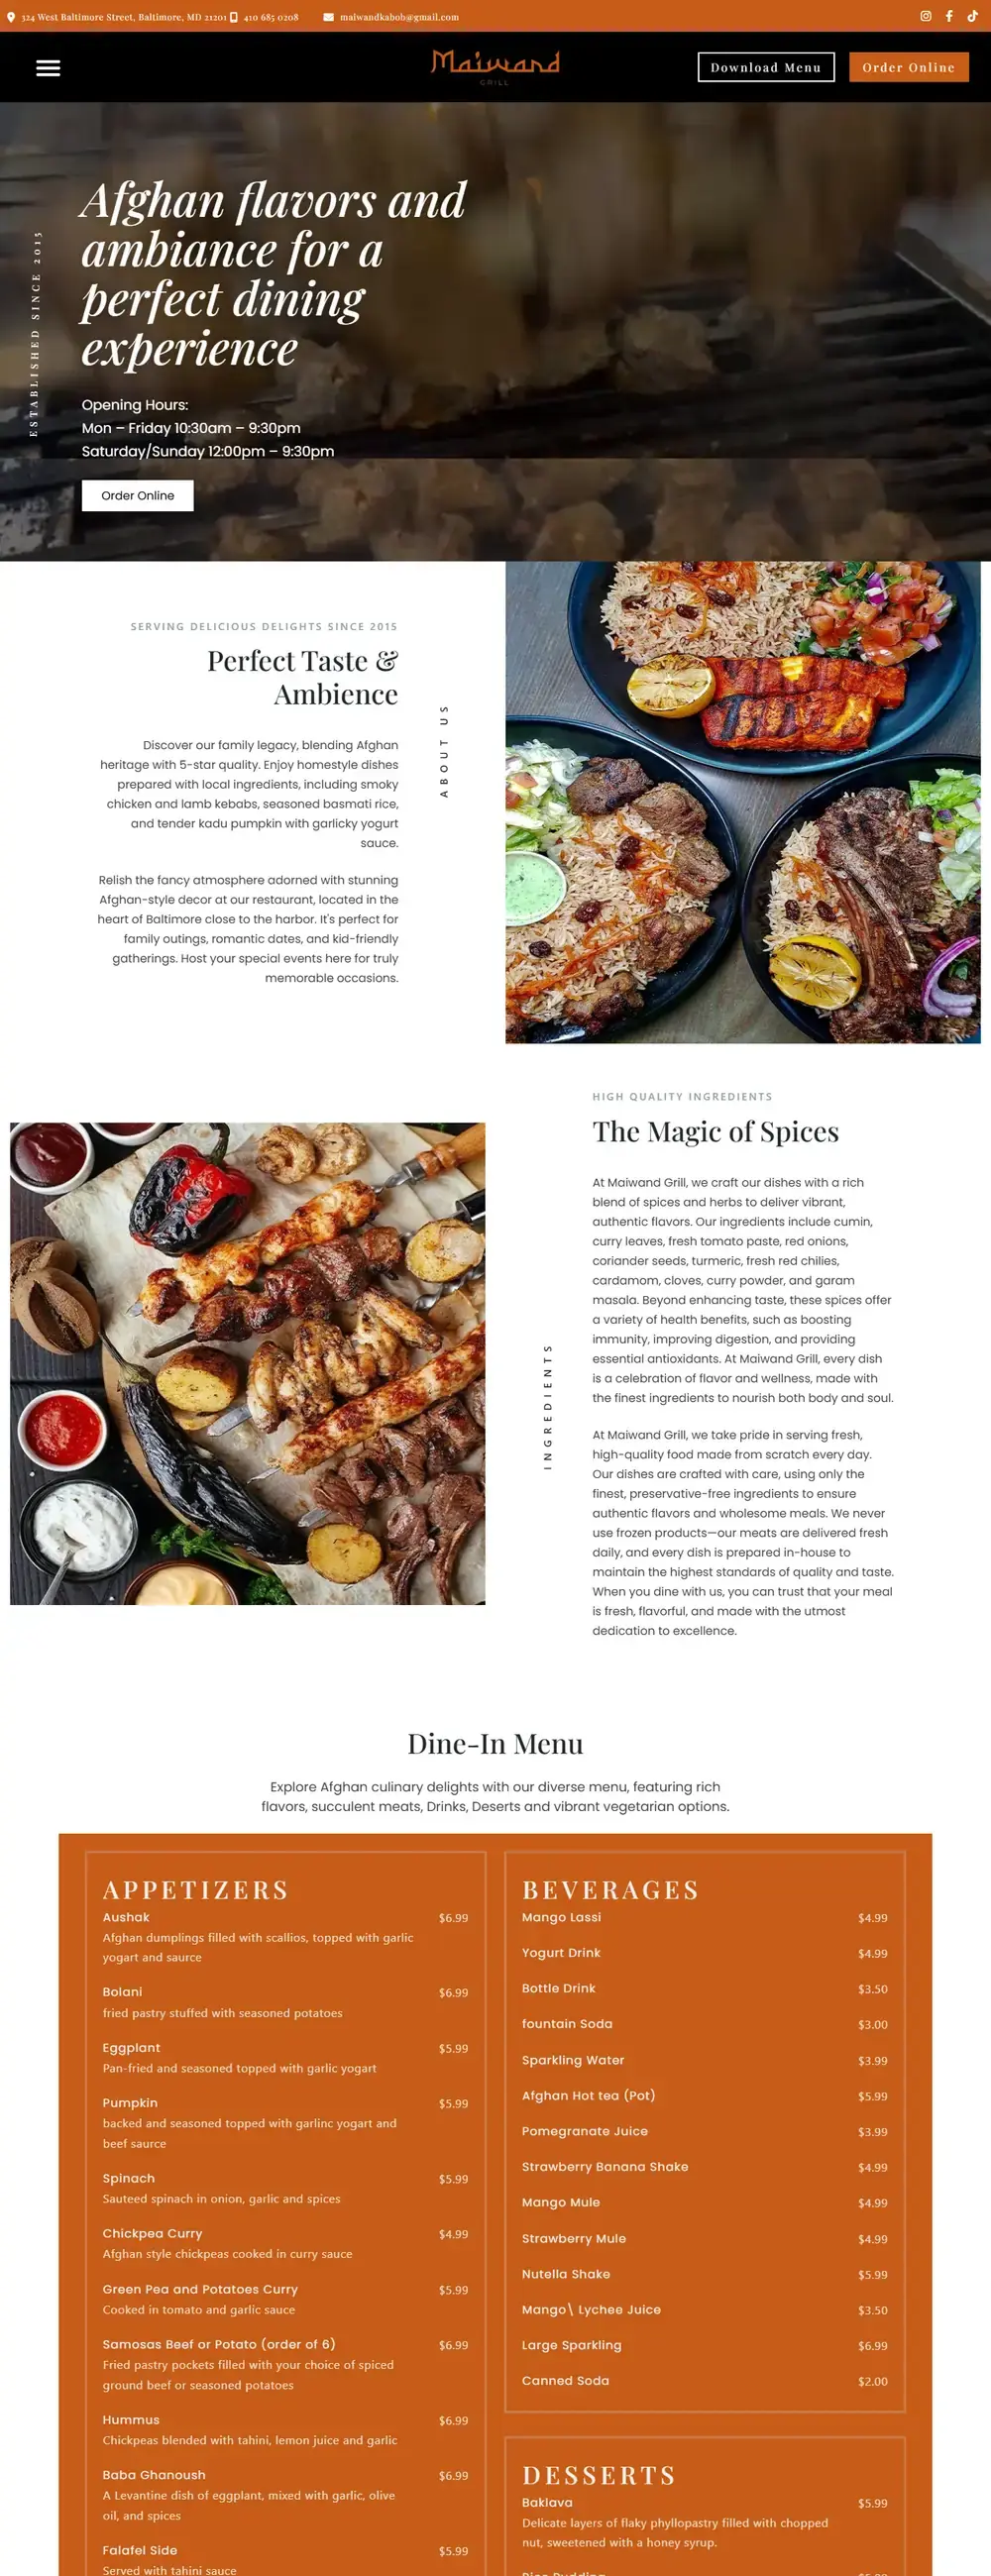 324 West Baltimore Street, Baltimore, MD 21201
410 685 0208
maiwandkabob@gmail.com
Maiwand
GRILL
Download Menu
Order Online
ESTABLISHED SINCE 2015
Afghan flavors and
ambiance for a
perfect dining
experience
Opening Hours:
Mon – Friday 10:30am – 9:30pm
Saturday/Sunday 12:00pm – 9:30pm
Order Online
SERVING DELICIOUS DELIGHTS SINCE 2015
Perfect Taste &
Ambience
Discover our family legacy, blending Afghan
heritage with 5-star quality. Enjoy homestyle dishes
prepared with local ingredients, including smoky
chicken and lamb kebabs, seasoned basmati rice,
and tender kadu pumpkin with garlicky yogurt
sauce.
Relish the fancy atmosphere adorned with stunning
Afghan-style decor at our restaurant, located in the
heart of Baltimore close to the harbor. It's perfect for
family outings, romantic dates, and kid-friendly
gatherings. Host your special events here for truly
memorable occasions.
ABOUT US
HIGH QUALITY INGREDIENTS
The Magic of Spices
At Maiwand Grill, we craft our dishes with a rich
blend of spices and herbs to deliver vibrant,
authentic flavors. Our ingredients include cumin,
curry leaves, fresh tomato paste, red onions,
coriander seeds, turmeric, fresh red chilies,
cardamom, cloves, curry powder, and garam
masala. Beyond enhancing taste, these spices offer
a variety of health benefits, such as boosting
immunity, improving digestion, and providing
essential antioxidants. At Maiwand Grill, every dish
is a celebration of flavor and wellness, made with
the finest ingredients to nourish both body and soul.
At Maiwand Grill, we take pride in serving fresh,
high-quality food made from scratch every day.
Our dishes are crafted with care, using only the
finest, preservative-free ingredients to ensure
authentic flavors and wholesome meals. We never
use frozen products—our meats are delivered fresh
daily, and every dish is prepared in-house to
maintain the highest standards of quality and taste.
When you dine with us, you can trust that your meal
is fresh, flavorful, and made with the utmost
dedication to excellence.
INGREDIENTS
Dine-In Menu
Explore Afghan culinary delights with our diverse menu, featuring rich
flavors, succulent meats, Drinks, Deserts and vibrant vegetarian options.
APPETIZERS
Aushak $6.99
Afghan dumplings filled with scallios, topped with garlic
yogurt and saurce
Bolani $6.99
fried pastry stuffed with seasoned potatoes
Eggplant $5.99
Pan-fried and seasoned topped with garlic yogart
Pumpkin $5.99
backed and seasoned topped with garlinc yogart and
beef saurce
Spinach $5.99
Sauteed spinach in onion, garlic and spices
Chickpea Curry $4.99
Afghan style chickpeas cooked in curry sauce
Green Pea and Potatoes Curry $5.99
Cooked in tomato and garlic sauce
Samosas Beef or Potato (order of 6) $6.99
Fried pastry pockets filled with your choice of spiced
ground beef or seasoned potatoes
Hummus $6.99
Chickpeas blended with tahini, lemon juice and garlic
Baba Ghanoush $6.99
A Levantine dish of eggplant, mixed with garlic, olive
oil, and spices
Falafel Side $5.99
Served with tahini sauce
BEVERAGES
Mango Lassi $4.99
Yogurt Drink $4.99
Bottle Drink $3.50
fountain Soda $3.00
Sparkling Water $3.99
Afghan Hot tea (Pot) $5.99
Pomegranate Juice $3.99
Strawberry Banana Shake $4.99
Mango Mule $4.99
Strawberry Mule $4.99
Nutella Shake $5.99
Mango\ Lychee Juice $3.50
Large Sparkling $6.99
Canned Soda $2.00
DESSERTS
Baklava $5.99
Delicate layers of flaky phyllopastry filled with chopped
nut, sweetened with a honey syrup.